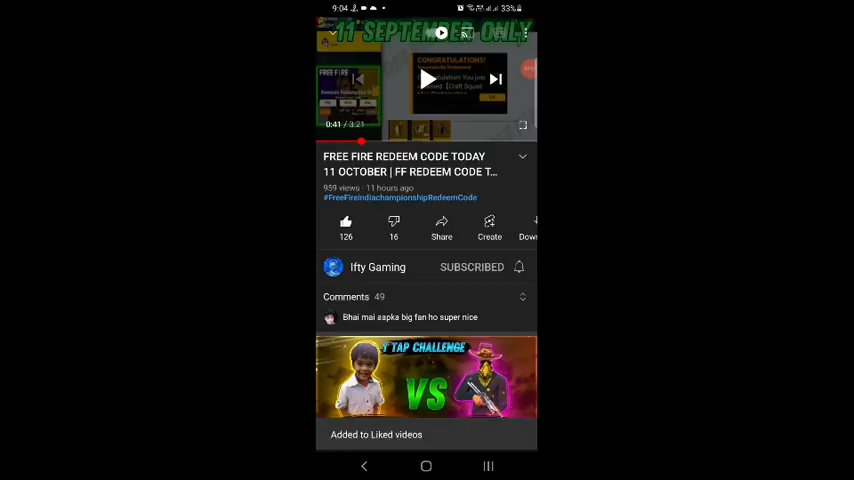 9:04
33%
11 SEPTEMBER ONLY
CONGRATULATIONS!
FREE FIRE
0:41 / 3:21
FREE FIRE REDEEM CODE TODAY
11 OCTOBER | FF REDEEM CODE T...
959 views · 11 hours ago
#FreeFireindiachampionshipRedeemCode
126
16
Share
Create
Down
Ifty Gaming
SUBSCRIBED
Comments 49
Bhai mai aapka big fan ho super nice
1 TAP CHALLENGE
VS
Added to Liked videos